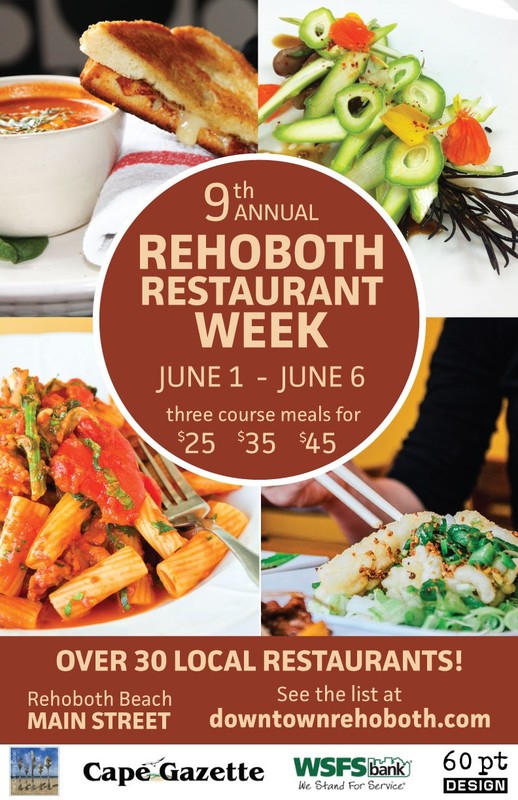 9th
ANNUAL
REHOBOTH
RESTAURANT
WEEK
JUNE 1 - JUNE 6
three course meals for
$25 $35 $45
OVER 30 LOCAL RESTAURANTS!
Rehoboth Beach
MAIN STREET
See the list at
downtownrehoboth.com
Cape Gazette
WSFS bank
We Stand For Service®
60 pt
DESIGN